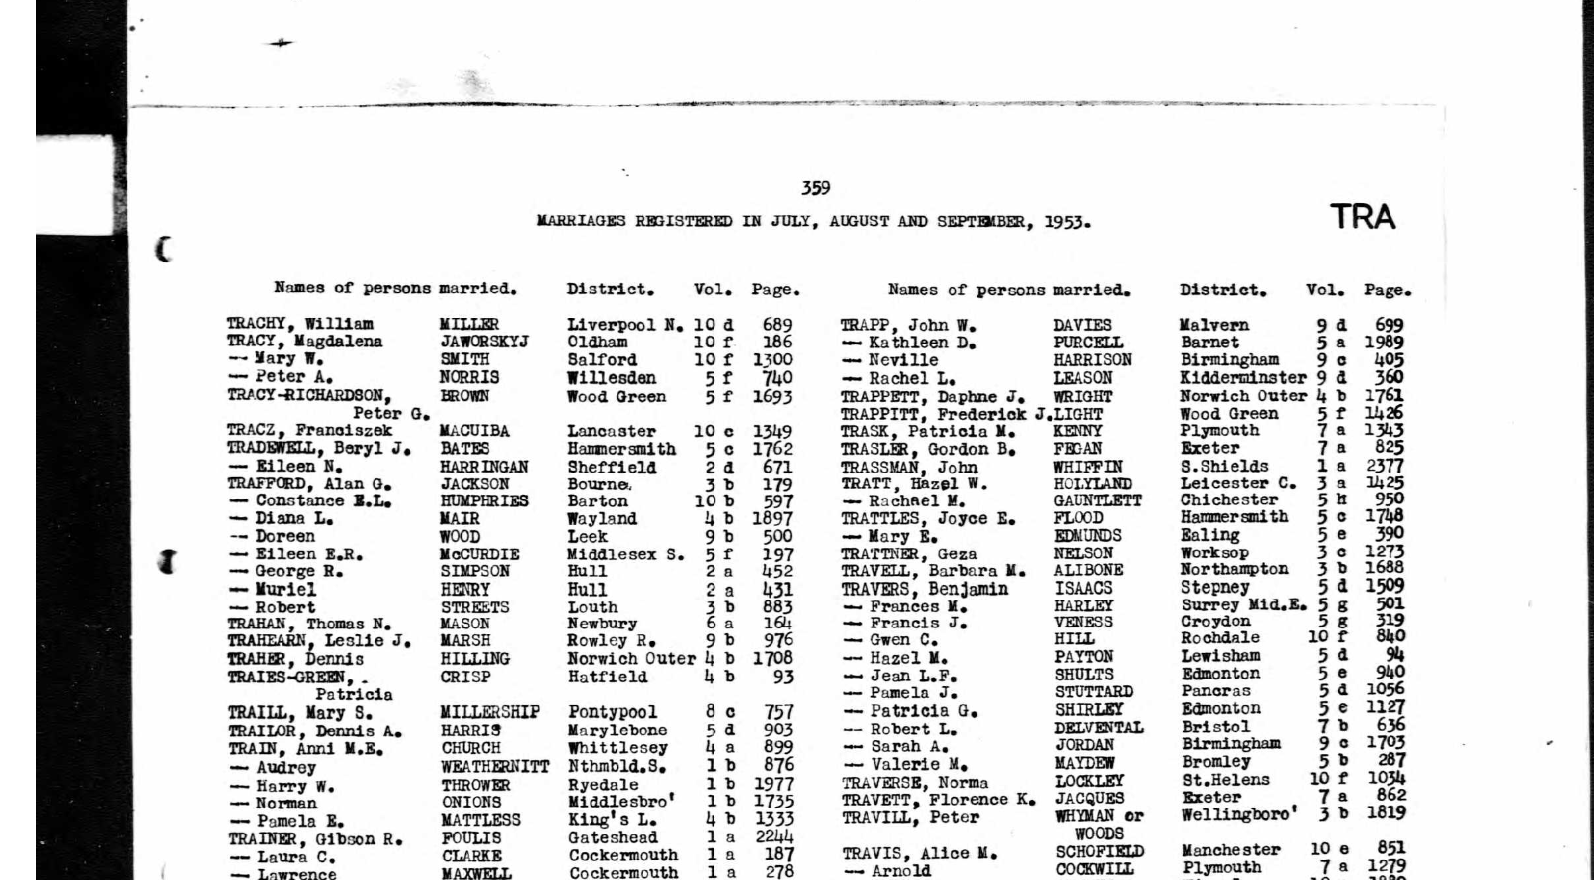 359
MARRIAGES REGISTERED IN JULY, AUGUST AND SEPTEMBER, 1953.
TRA
Names of persons married. District. Vol. Page.
TRACHY, William MILLER Liverpool N. 10 d 689
TRACY, Magdalena JAWORSKYJ Oldham 10 f 186
— Mary W. SMITH Salford 10 f 1300
— Peter A. NORRIS Willesden 5 f 740
TRACY-RICHARDSON, BROWN Wood Green 5 f 1693
Peter G.
TRACZ, Franciszek MACUIBA Lancaster 10 c 1349
TRADEWELL, Beryl J. BATES Hammersmith 5 c 1762
— Eileen N. HARRINGAN Sheffield 2 d 671
TRAFFORD, Alan G. JACKSON Bourne. 3 b 179
— Constance E.L. HUMPHRIES Barton 10 b 597
— Diana L. MAIR Wayland 4 b 1897
-- Doreen WOOD Leek 9 b 500
— Eileen E.R. McCURDIE Middlesex S. 5 f 197
— George R. SIMPSON Hull 2 a 452
— Muriel HENRY Hull 2 a 431
— Robert STREETS Louth 3 b 883
TRAHAN, Thomas N. MASON Newbury 6 a 164
TRAHEARN, Leslie J. MARSH Rowley R. 9 b 976
TRAHER, Dennis HILLING Norwich Outer 4 b 1708
TRAIES-GREEN, . CRISP Hatfield 4 b 93
Patricia
TRAILL, Mary S. MILLERSHIP Pontypool 8 c 757
TRAILOR, Dennis A. HARRIS Marylebone 5 d 903
TRAIN, Anni M.E. CHURCH Whittlesey 4 a 899
— Audrey WEATHERNITT Nthmbld.S. 1 b 876
— Harry W. THROWER Ryedale 1 b 1977
— Norman ONIONS Middlesbro' 1 b 1735
— Pamela E. MATTLESS King's L. 4 b 1333
TRAINER, Gibson R. FOULIS Gateshead 1 a 2244
— Laura C. CLARKE Cockermouth 1 a 187
— Lawrence MAXWELL Cockermouth 1 a 278
Names of persons married. District. Vol. Page.
TRAPP, John W. DAVIES Malvern 9 d 699
— Kathleen D. PURCELL Barnet 5 a 1989
— Neville HARRISON Birmingham 9 c 405
— Rachel L. LEASON Kidderminster 9 d 360
TRAPPETT, Daphne J. WRIGHT Norwich Outer 4 b 1761
TRAPPITT, Frederick J. LIGHT Wood Green 5 f 1426
TRASK, Patricia M. KENNY Plymouth 7 a 1343
TRASLER, Gordon B. FEGAN Exeter 7 a 825
TRASSMAN, John WHIFFIN S.Shields 1 a 2377
TRATT, Hazel W. HOLYLAND Leicester C. 3 a 1425
— Rachael M. GAUNTLETT Chichester 5 h 950
TRATTLES, Joyce E. FLOOD Hammersmith 5 c 1748
— Mary E. EDMUNDS Ealing 5 e 390
TRATTNER, Geza NELSON Worksop 3 c 1273
TRAVELL, Barbara M. ALIBONE Northampton 3 b 1688
TRAVERS, Benjamin ISAACS Stepney 5 d 1509
— Frances M. HARLEY Surrey Mid.E. 5 g 501
— Francis J. VENESS Croydon 5 g 319
— Gwen C. HILL Rochdale 10 f 840
— Hazel M. PAYTON Lewisham 5 d 94
— Jean L.F. SHULTS Edmonton 5 e 940
— Pamela J. STUTTARD Pancras 5 d 1056
— Patricia G. SHIRLEY Edmonton 5 e 1127
-- Robert L. DELVENTAL Bristol 7 b 636
— Sarah A. JORDAN Birmingham 9 c 1703
— Valerie M. MAYDEW Bromley 5 b 287
TRAVERSE, Norma LOCKLEY St.Helens 10 f 1034
TRAVETT, Florence K. JACQUES Exeter 7 a 862
TRAVILL, Peter WHYMAN or Wellingboro' 3 b 1819
WOODS
TRAVIS, Alice M. SCHOFIELD Manchester 10 e 851
— Arnold COCKWILL Plymouth 7 a 1279